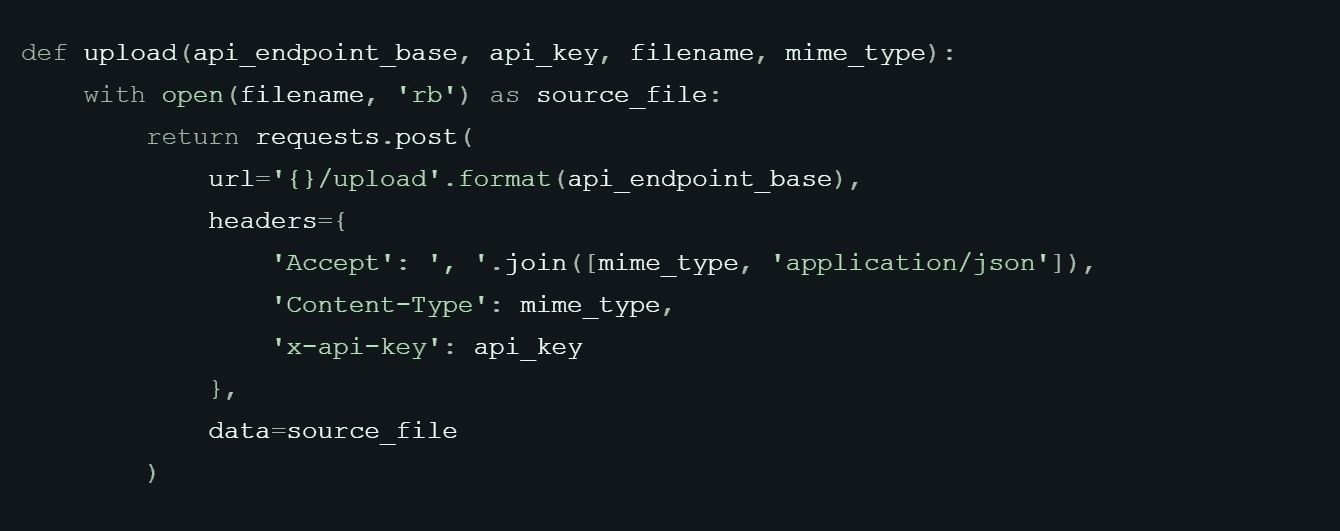 def upload(api_endpoint_base, api_key, filename, mime_type):
    with open(filename, 'rb') as source_file:
        return requests.post(
            url='{}/upload'.format(api_endpoint_base),
            headers={
                'Accept': ', '.join([mime_type, 'application/json']),
                'Content-Type': mime_type,
                'x-api-key': api_key
            },
            data=source_file
        )